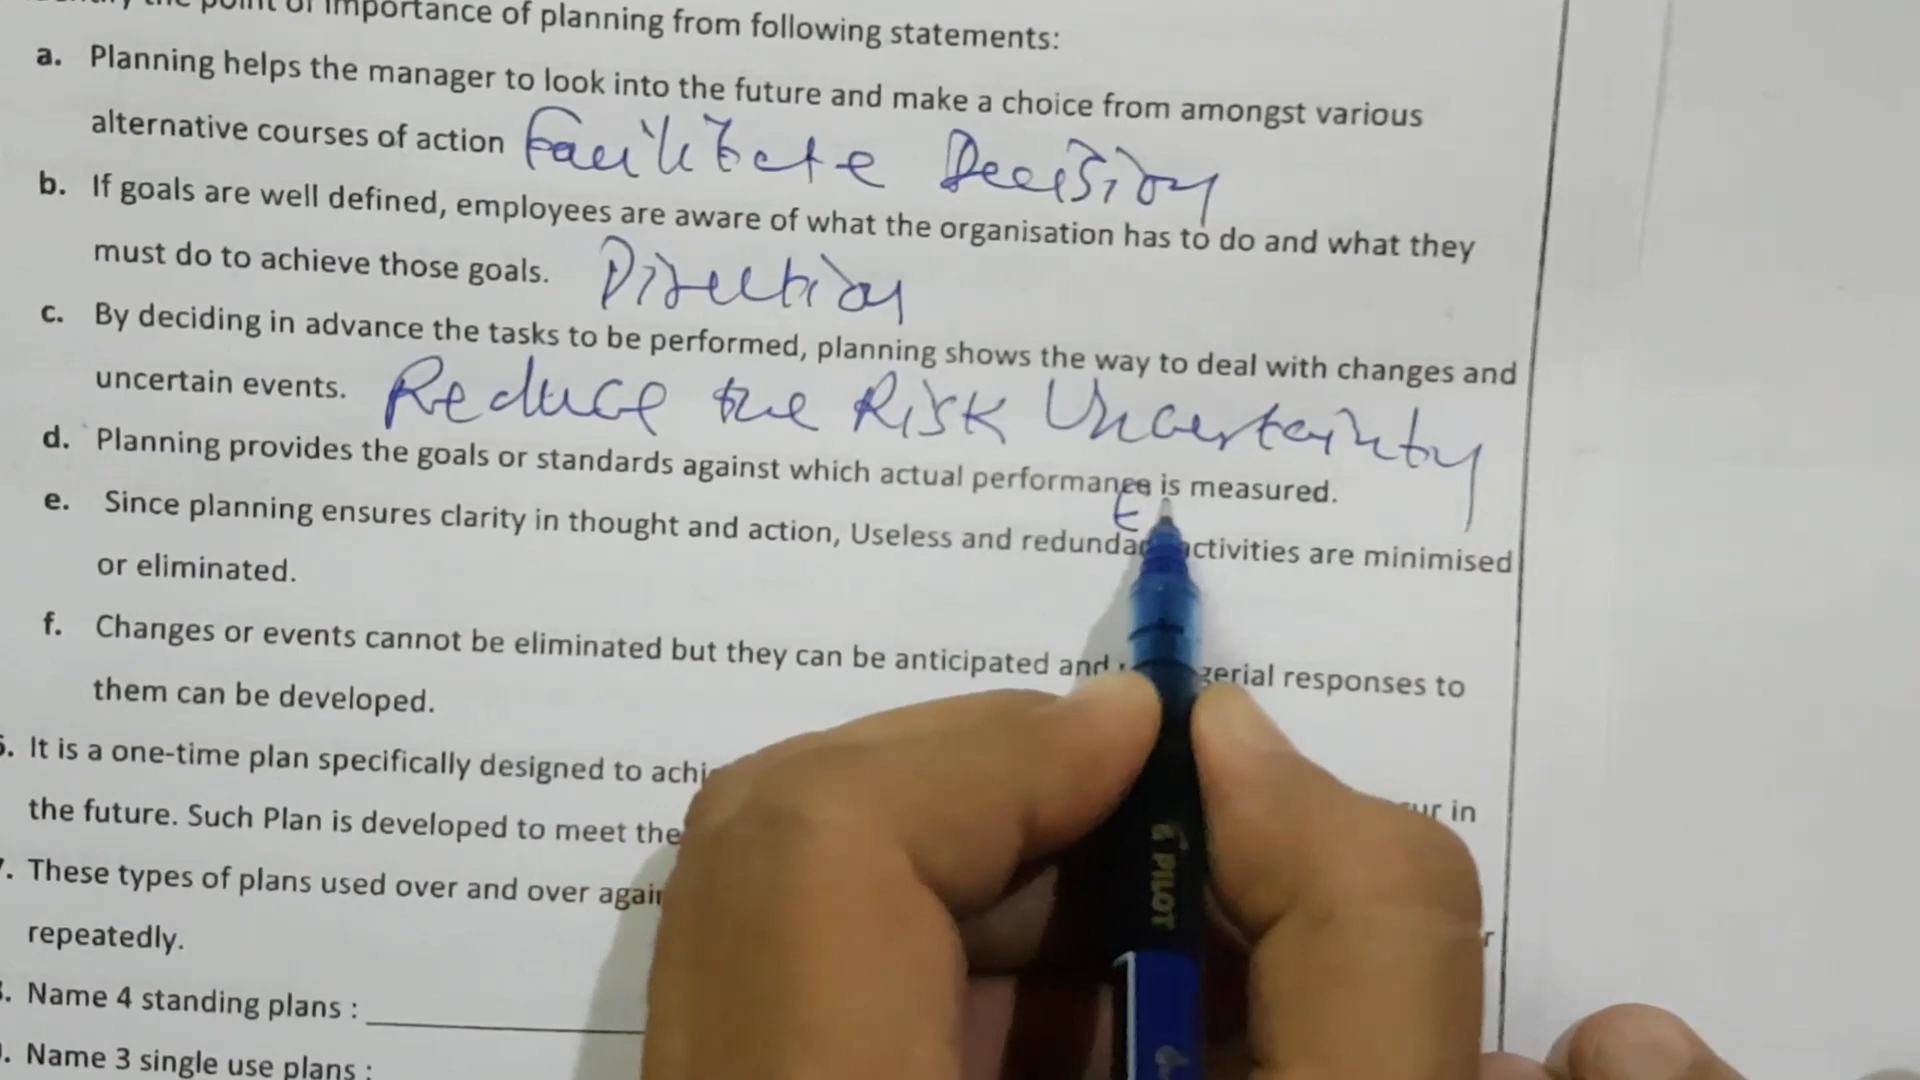 the point of importance of planning from following statements:
a. Planning helps the manager to look into the future and make a choice from amongst various
alternative courses of action Facilitate Decision
b. If goals are well defined, employees are aware of what the organisation has to do and what they
must do to achieve those goals. Direction
c. By deciding in advance the tasks to be performed, planning shows the way to deal with changes and
uncertain events. Reduce the Risk Uncertainty
d. Planning provides the goals or standards against which actual performance is measured.
E
e. Since planning ensures clarity in thought and action, Useless and activities are minimised
or eliminated.
f. Changes or events cannot be eliminated but they can be anticipated and responses to
them can be developed.
It is a one-time plan specifically designed to in
the future. Such Plan is developed to meet the
These types of plans used over and over
repeatedly.
Name 4 standing plans :
Name 3 single use plans :
PILOT